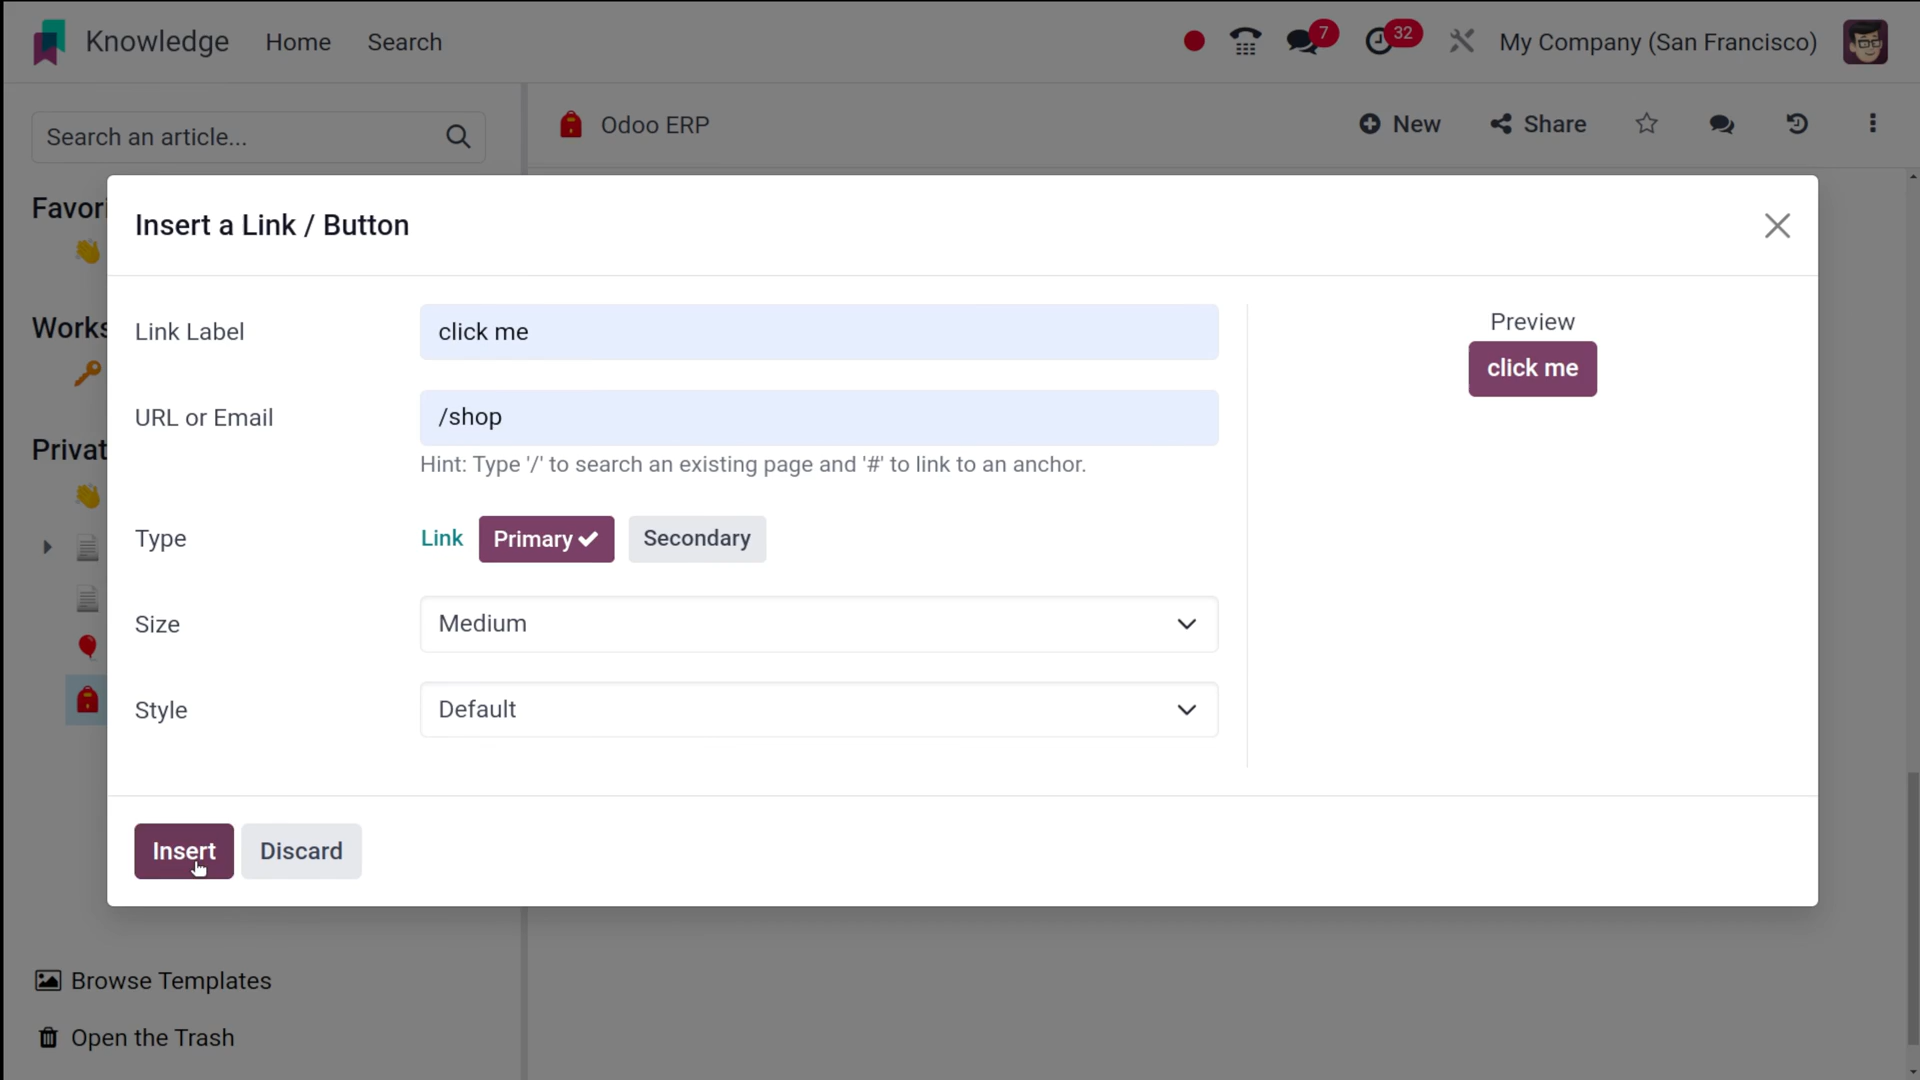 Knowledge Home Search 7 32 My Company (San Francisco)
Search an article...
Odoo ERP New Share
Favori
Insert a Link / Button
Works
Privat
Link Label click me
URL or Email /shop
Hint: Type '/' to search an existing page and '#' to link to an anchor.
Type Link Primary Secondary
Size Medium
Style Default
Preview
click me
Insert Discard
Browse Templates
Open the Trash